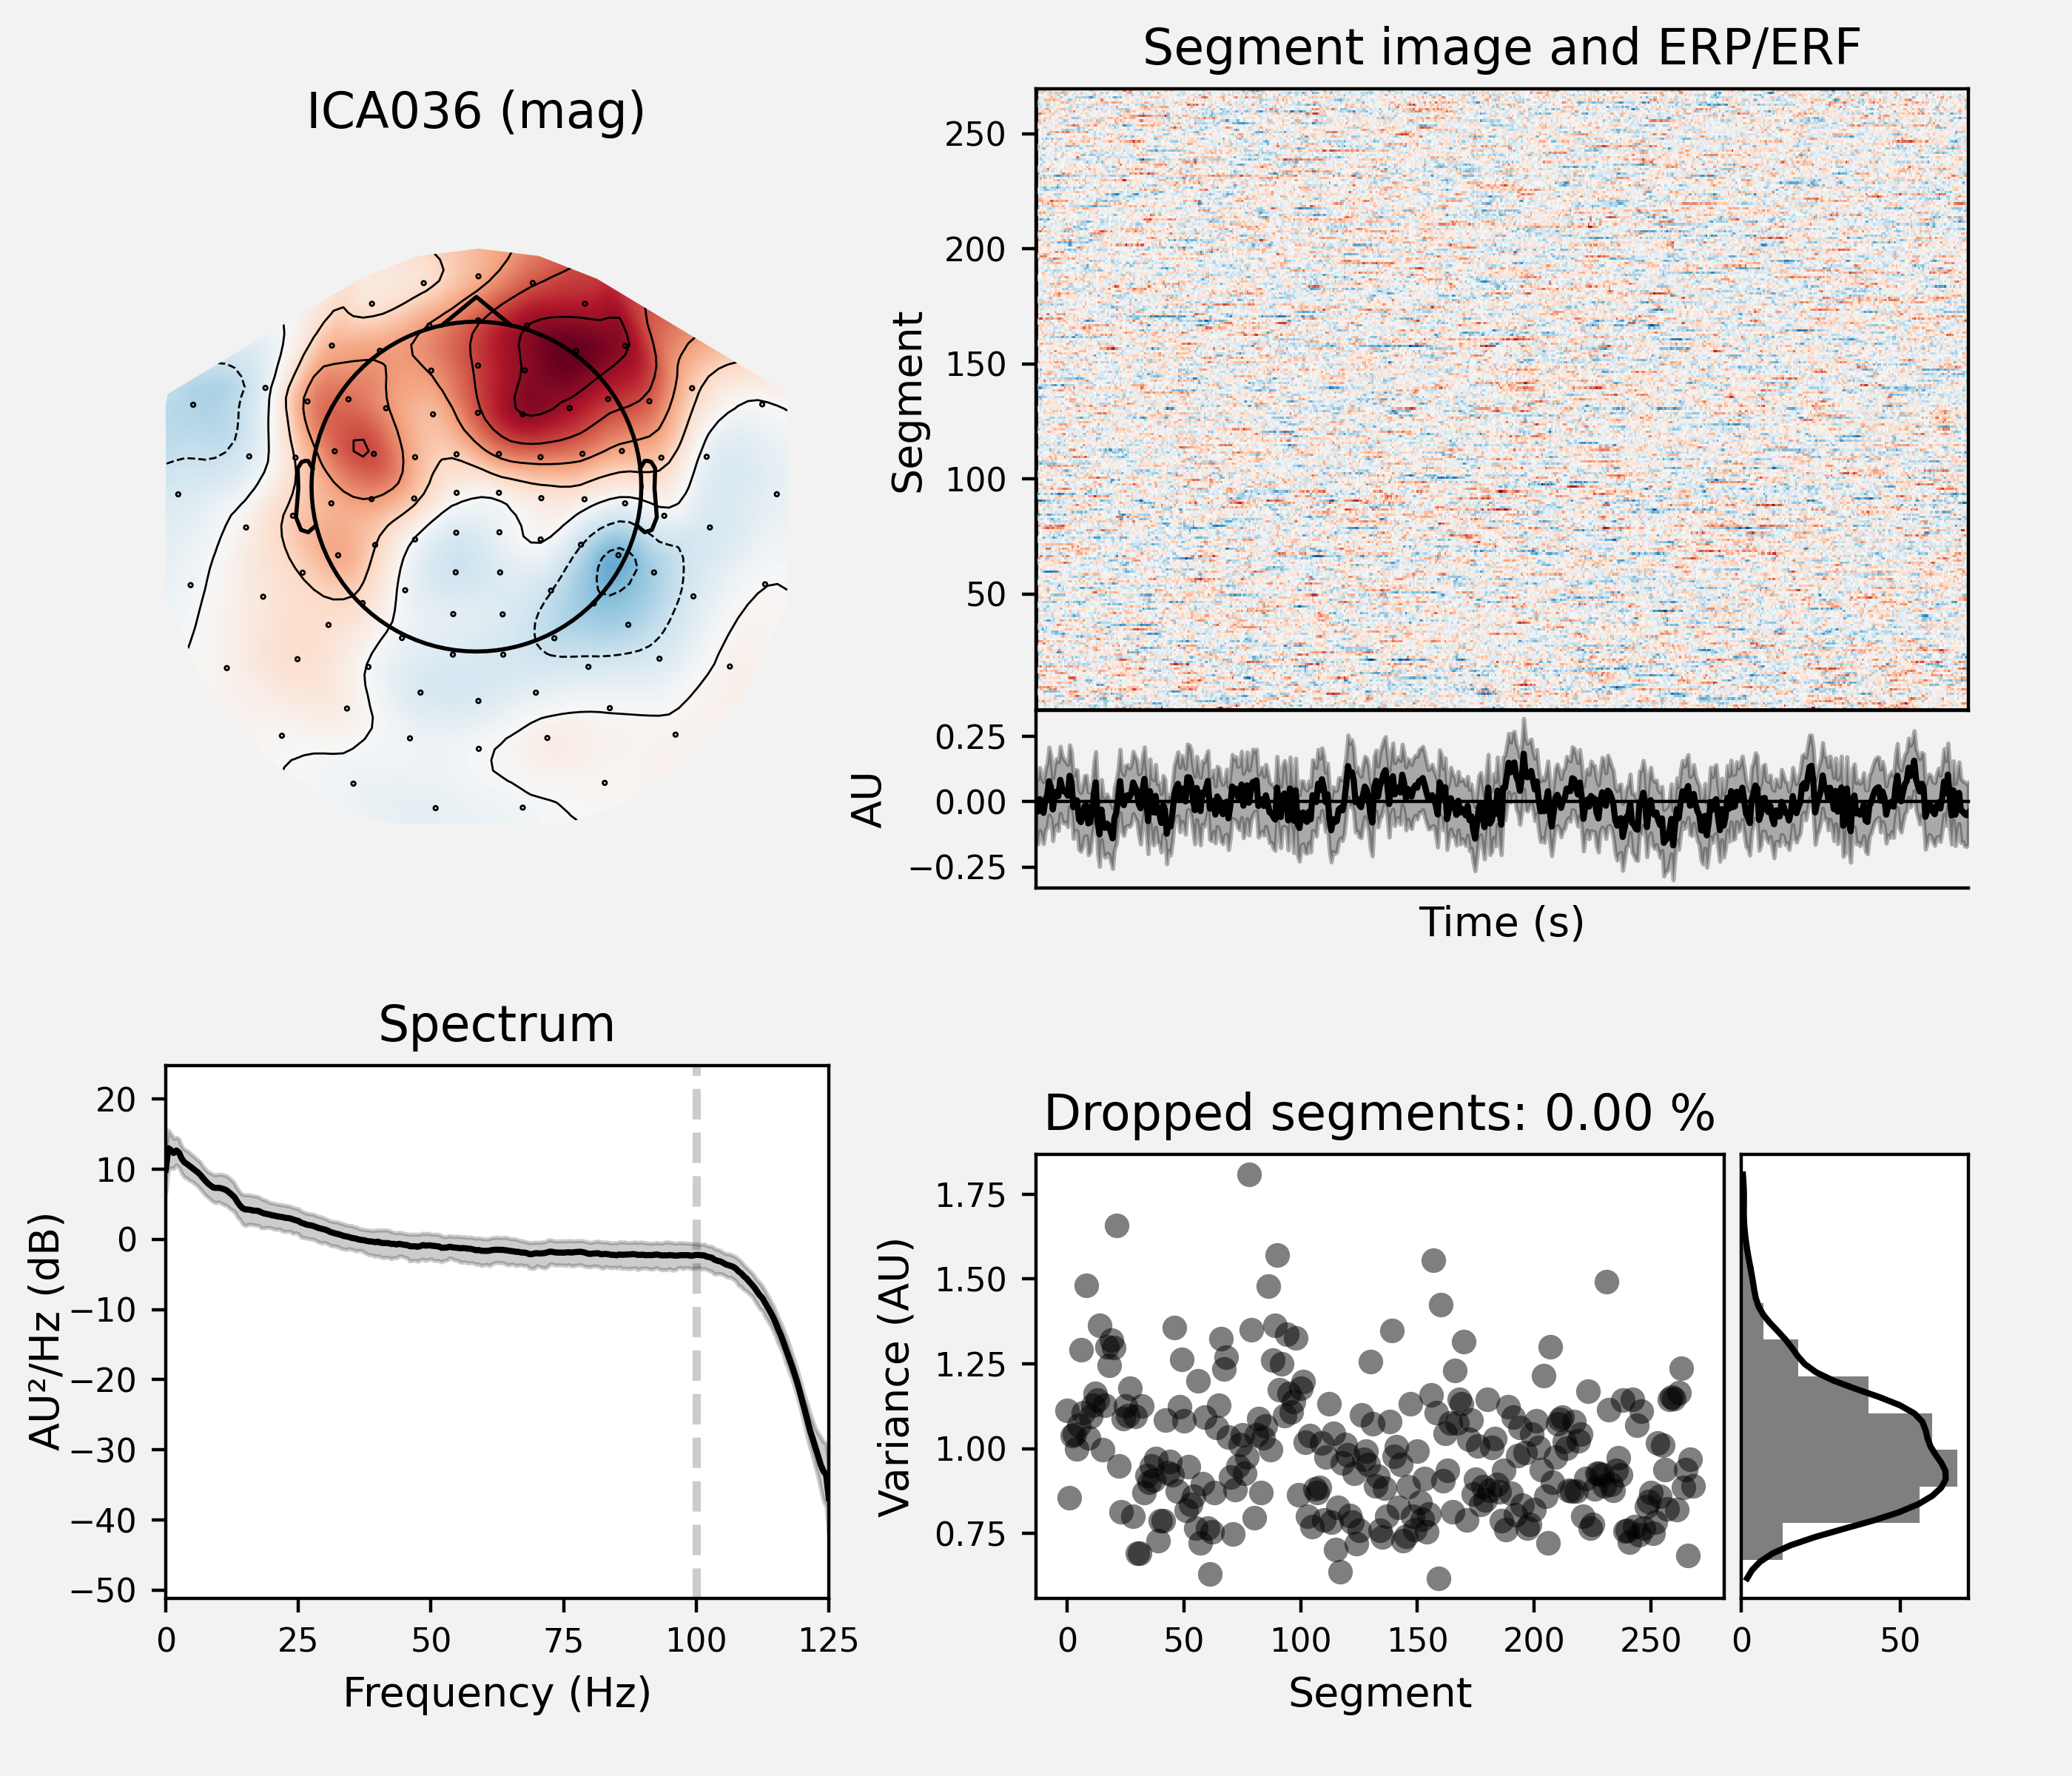 ICA036 (mag)
Segment image and ERP/ERF
Segment
250
200
150
100
50
AU
0.25
0.00
−0.25
Time (s)
Spectrum
AU²/Hz (dB)
20
10
0
−10
−20
−30
−40
−50
0 25 50 75 100 125
Frequency (Hz)
Dropped segments: 0.00 %
Variance (AU)
1.75
1.50
1.25
1.00
0.75
0 50 100 150 200 250
Segment
0 50